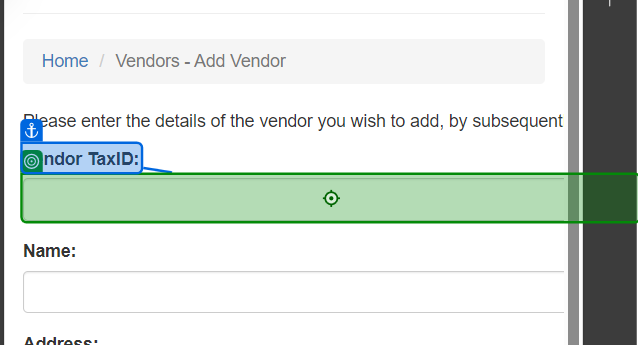 Home / Vendors - Add Vendor
Please enter the details of the vendor you wish to add, by subsequent
ndor TaxID:
Name:
Address: